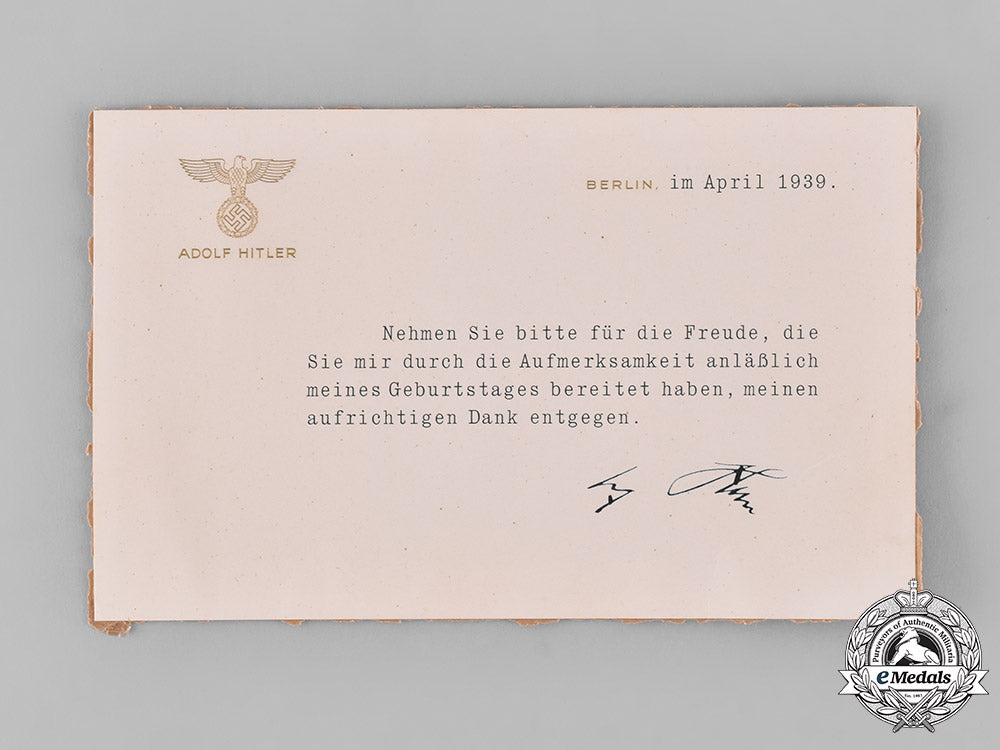 ADOLF HITLER
BERLIN, im April 1939.
Nehmen Sie bitte für die Freude, die
Sie mir durch die Aufmerksamkeit anläßlich
meines Geburtstages bereitet haben, meinen
aufrichtigen Dank entgegen.
Purveyors of Authentic Militaria
eMedals